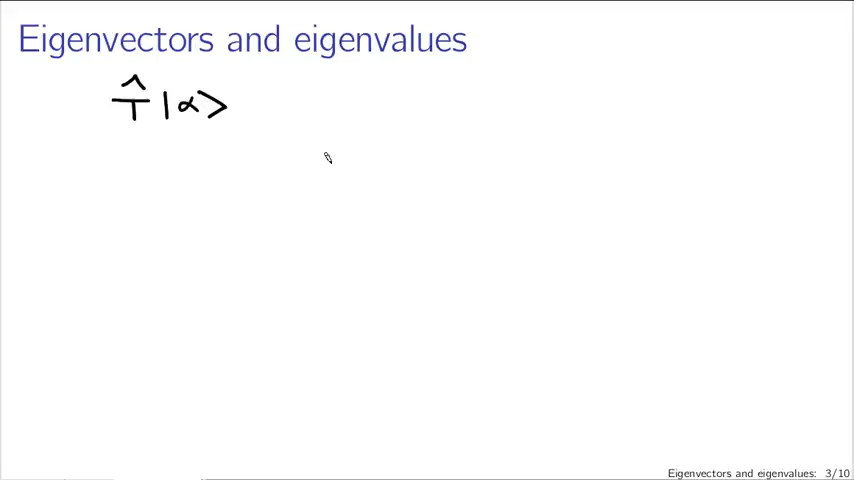 Eigenvectors and eigenvalues
T̂ |α>
Eigenvectors and eigenvalues: 3/10